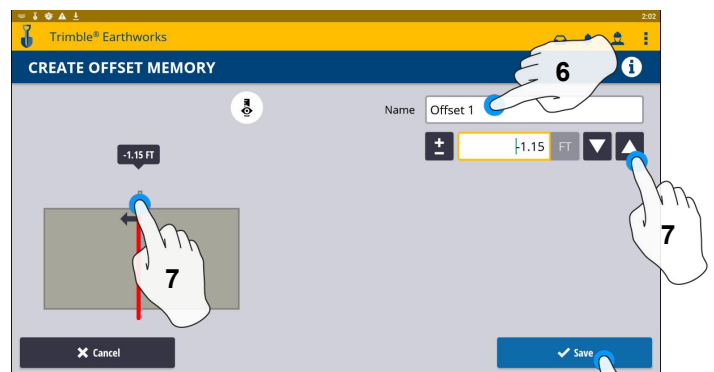 2:02
Trimble® Earthworks
CREATE OFFSET MEMORY
6
Name Offset 1
± -1.15 FT
-1.15 FT
7
7
Cancel
Save